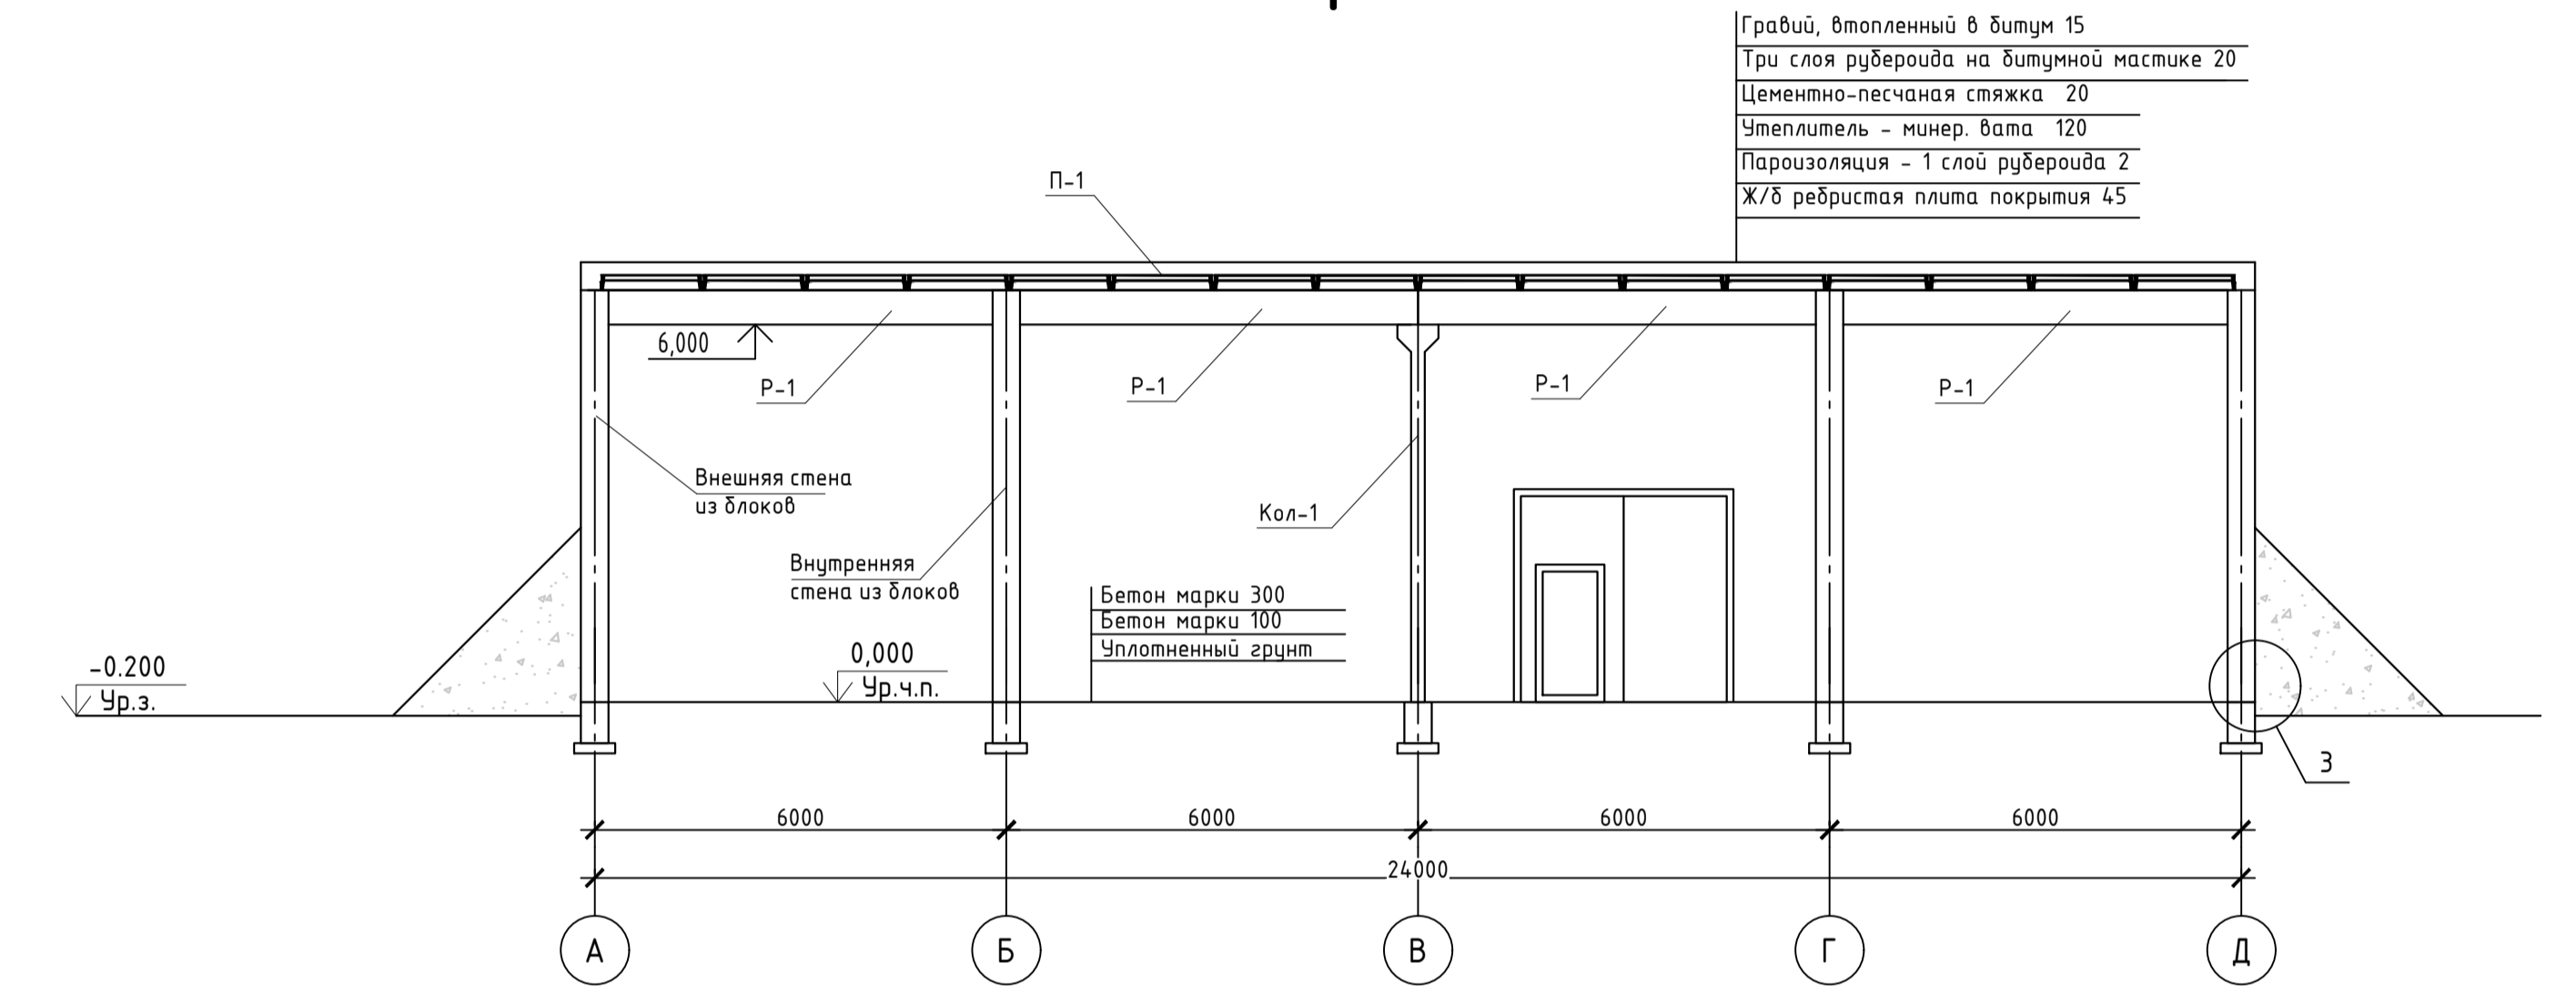 Гравий, втопленный в битум 15
Три слоя рубероида на битумной мастике 20
Цементно-песчаная стяжка 20
Утеплитель - минер. вата 120
Пароизоляция - 1 слой рубероида 2
Ж/б ребристая плита покрытия 45
П-1
6,000
Р-1
Р-1
Р-1
Р-1
Внешняя стена
из блоков
Кол-1
Внутренняя
стена из блоков
Бетон марки 300
Бетон марки 100
Уплотненный грунт
-0.200
Ур.з.
0,000
Ур.ч.п.
3
6000
6000
6000
6000
24000
А
Б
В
Г
Д